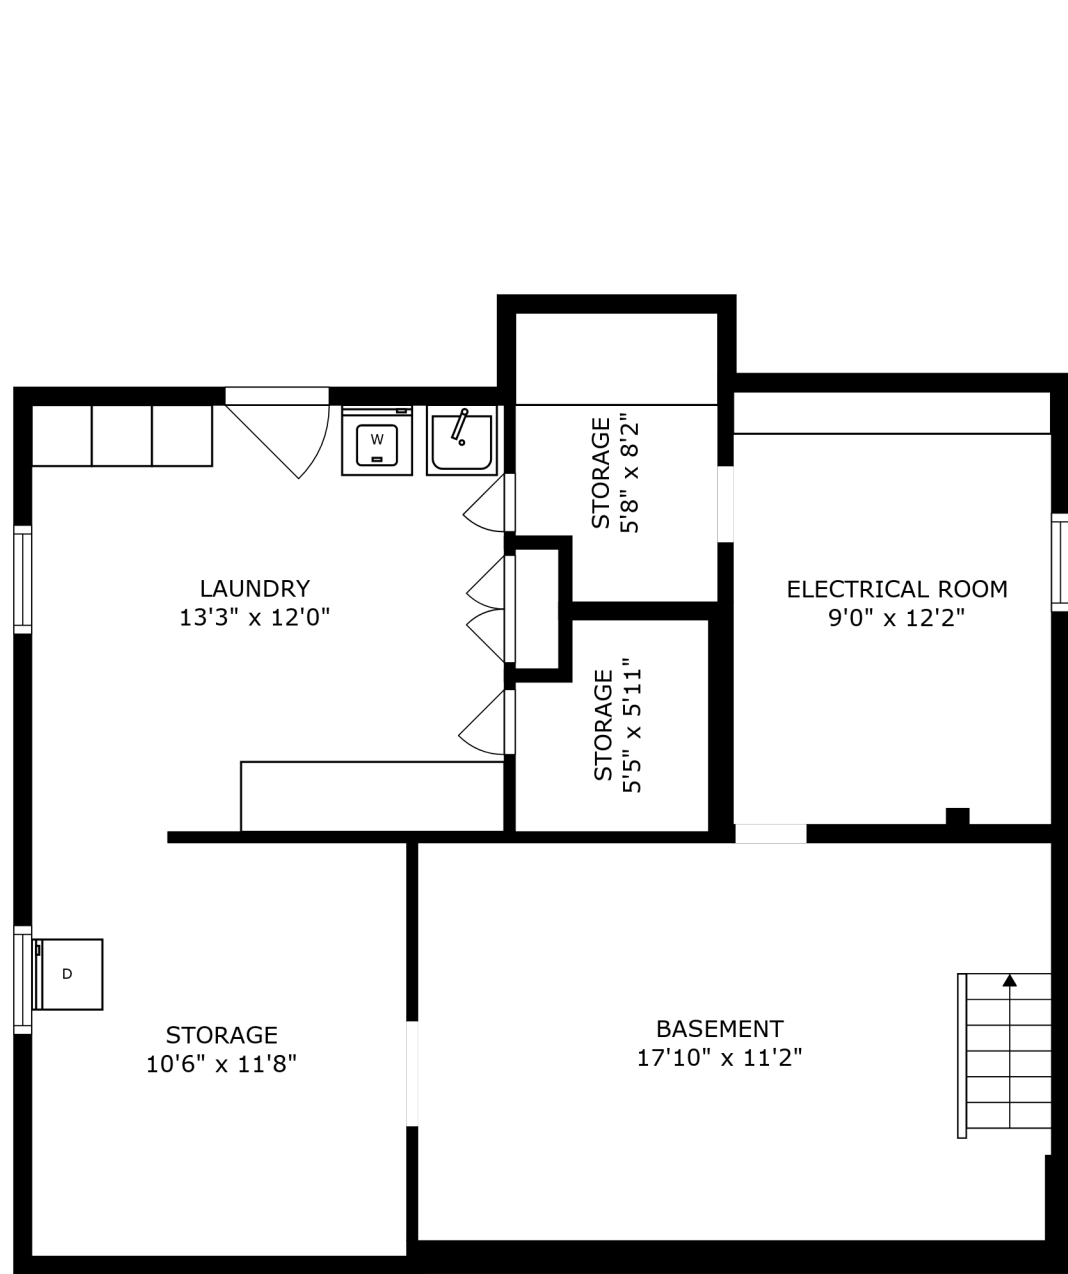 W
STORAGE
5'8" x 8'2"
LAUNDRY
13'3" x 12'0"
ELECTRICAL ROOM
9'0" x 12'2"
STORAGE
5'5" x 5'11"
D
STORAGE
10'6" x 11'8"
BASEMENT
17'10" x 11'2"